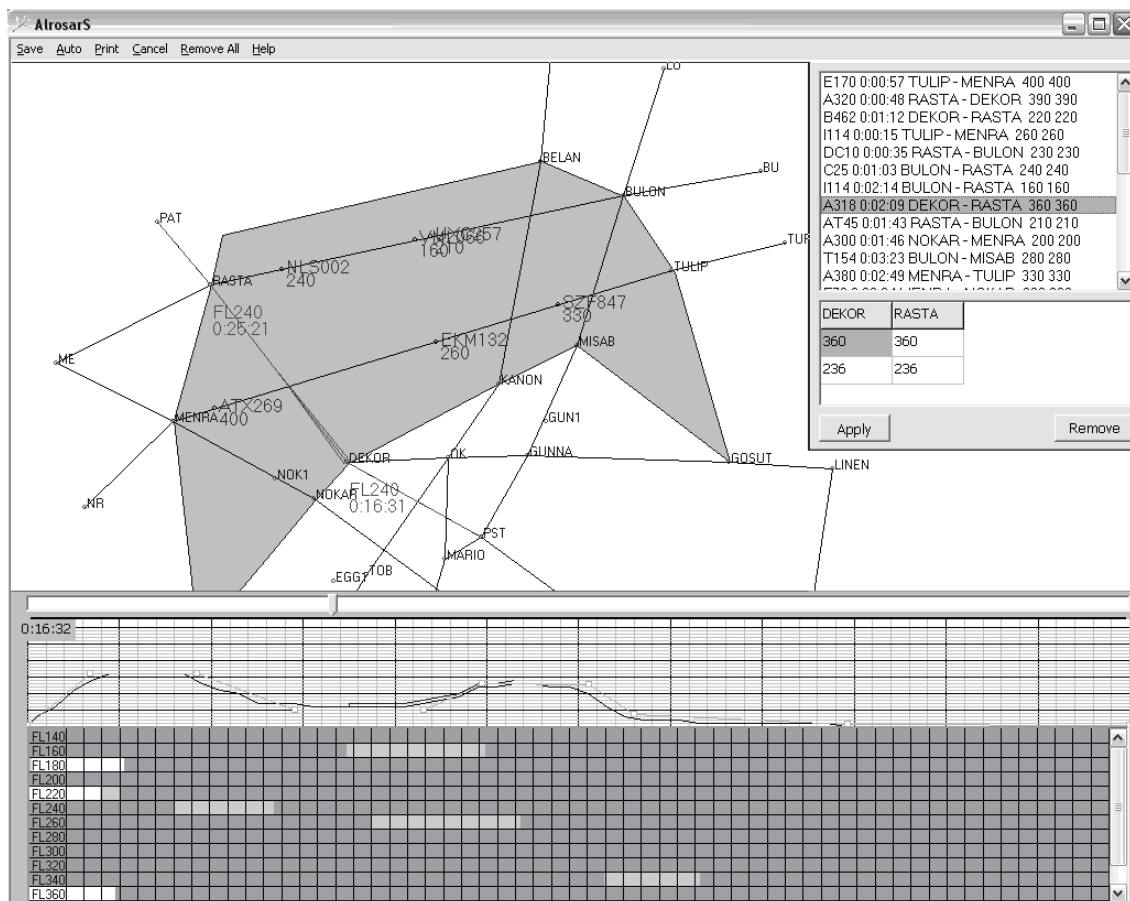 AlrosarS
Save Auto Print Cancel Remove All Help
E170 0:00:57 TULIP - MENRA 400 400
A320 0:00:48 RASTA - DEKOR 390 390
B462 0:01:12 DEKOR - RASTA 220 220
I114 0:00:15 TULIP - MENRA 260 260
DC10 0:00:35 RASTA - BULON 230 230
C25 0:01:03 BULON - RASTA 240 240
I114 0:02:14 BULON - RASTA 160 160
A318 0:02:09 DEKOR - RASTA 360 360
AT45 0:01:43 RASTA - BULON 210 210
A300 0:01:46 NOKAR - MENRA 200 200
T154 0:03:23 BULON - MISAB 280 280
A380 0:02:49 MENRA - TULIP 330 330
DEKOR RASTA
360 360
236 236
Apply Remove
BELAN
BU
BULON
PAT
TUR
160
210
TULIP
NLS002
240
RASTA
SZF847
330
FL240
0:25:21
EKM132
260
MISAB
ME
KANON
ATX269
400
MENRA
GUN1
DEKOR
GUNNA
GOSUT
LINEN
NOK1
FL240
0:16:31
NOKAR
NR
PST
MARIO
TOB
EGG1
0:16:32
FL140
FL160
FL180
FL200
FL220
FL240
FL260
FL280
FL300
FL320
FL340
FL360